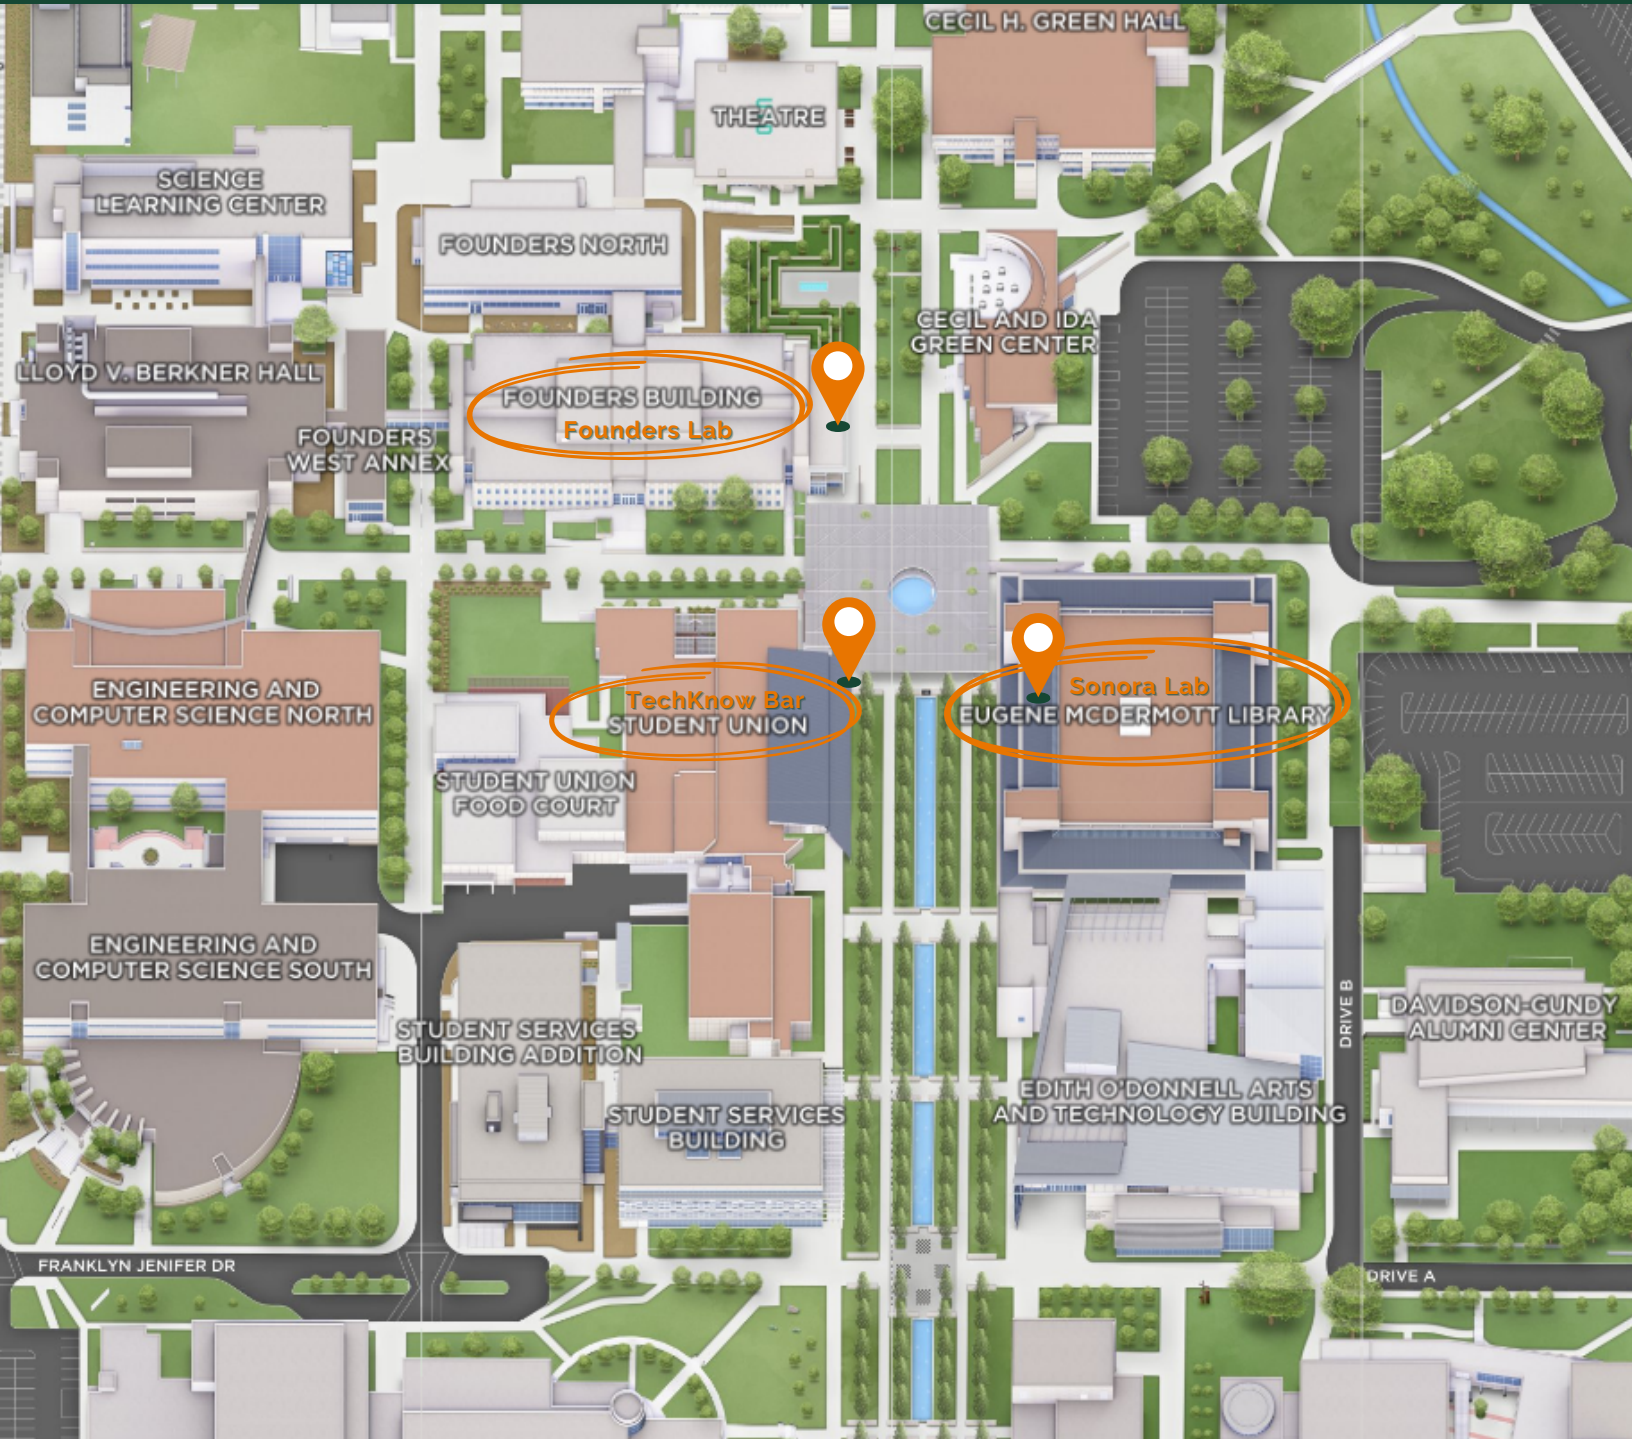 CECIL H. GREEN HALL
THEATRE
SCIENCE
LEARNING CENTER
FOUNDERS NORTH
CECIL AND IDA
GREEN CENTER
LLOYD V. BERKNER HALL
FOUNDERS BUILDING
Founders Lab
FOUNDERS
WEST ANNEX
ENGINEERING AND
COMPUTER SCIENCE NORTH
TechKnow Bar
STUDENT UNION
Sonora Lab
EUGENE MCDERMOTT LIBRARY
STUDENT UNION
FOOD COURT
ENGINEERING AND
COMPUTER SCIENCE SOUTH
STUDENT SERVICES
BUILDING ADDITION
DRIVE B
DAVIDSON-GUNDY
ALUMNI CENTER
STUDENT SERVICES
BUILDING
EDITH O'DONNELL ARTS
AND TECHNOLOGY BUILDING
FRANKLYN JENIFER DR
DRIVE A